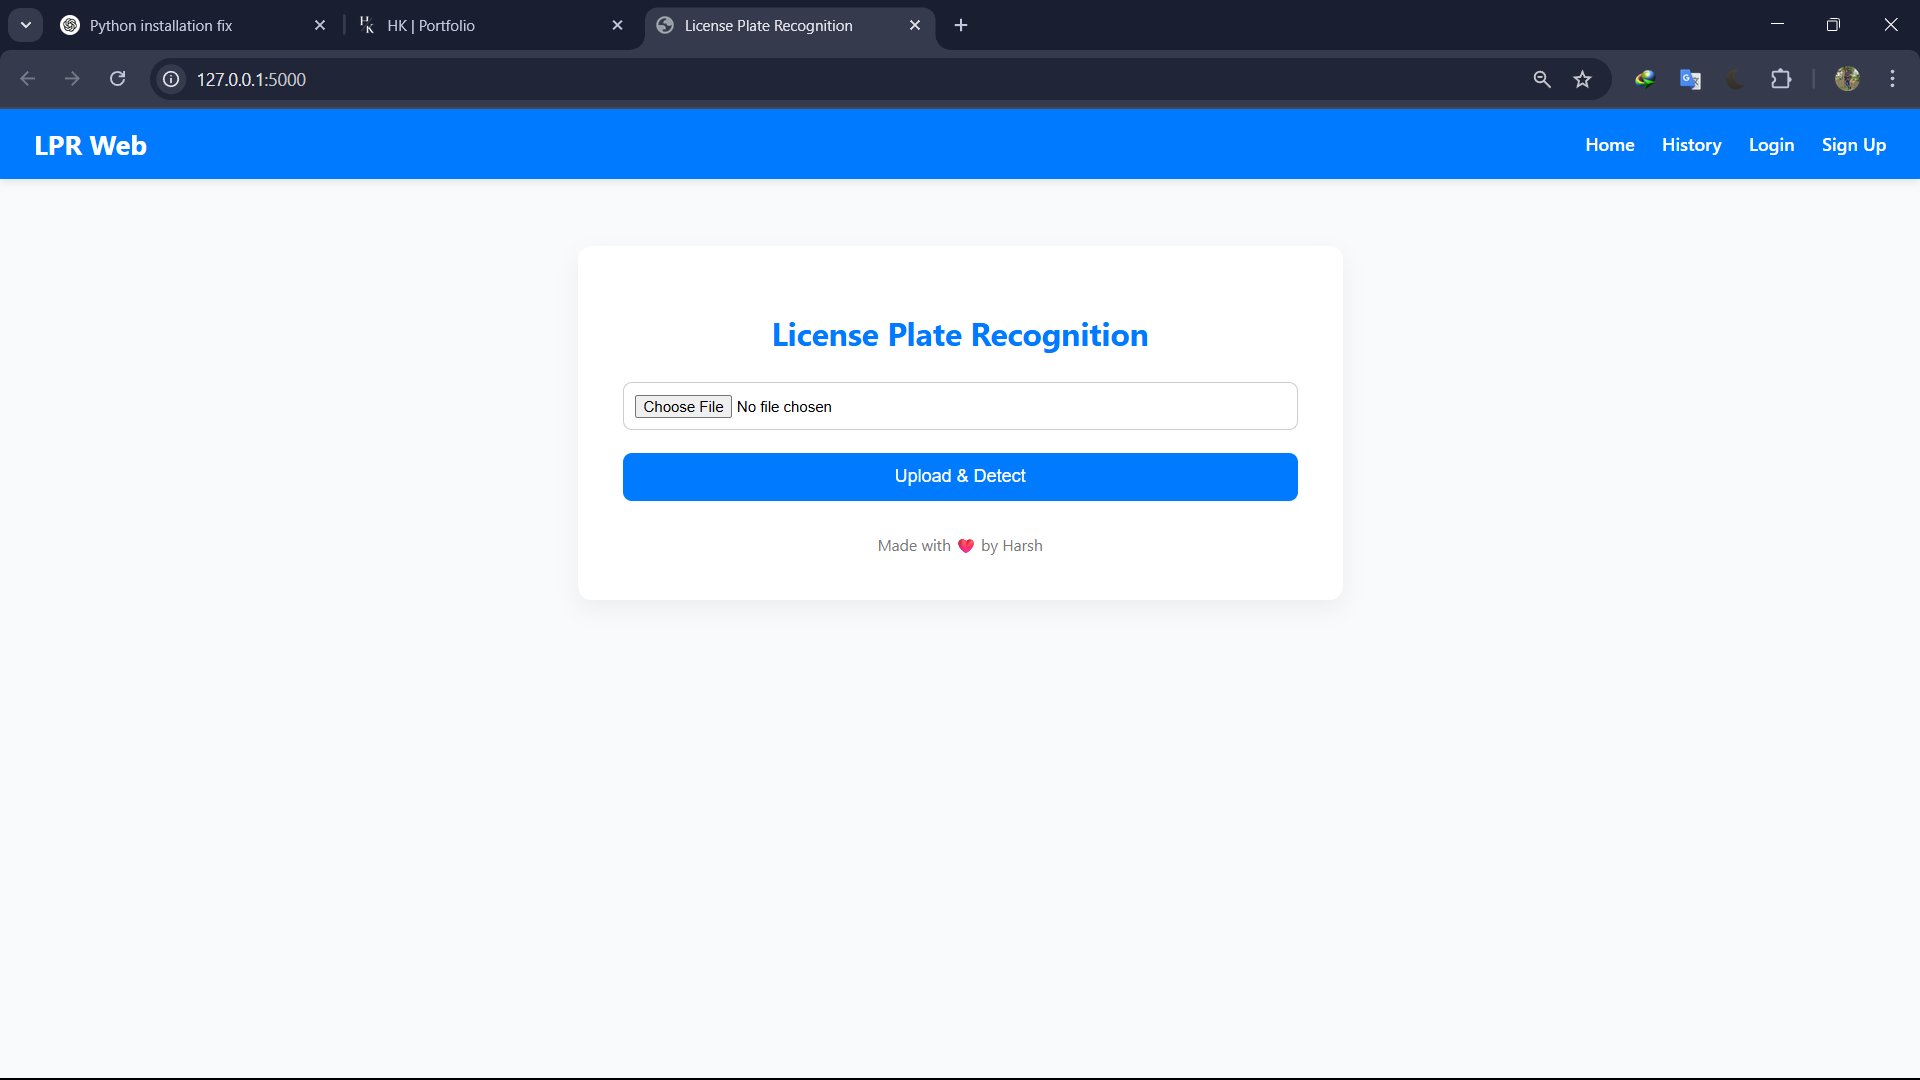 Python installation fix
HK | Portfolio
License Plate Recognition
127.0.0.1:5000
LPR Web
Home
History
Login
Sign Up
License Plate Recognition
Choose File No file chosen
Upload & Detect
Made with ❤️ by Harsh